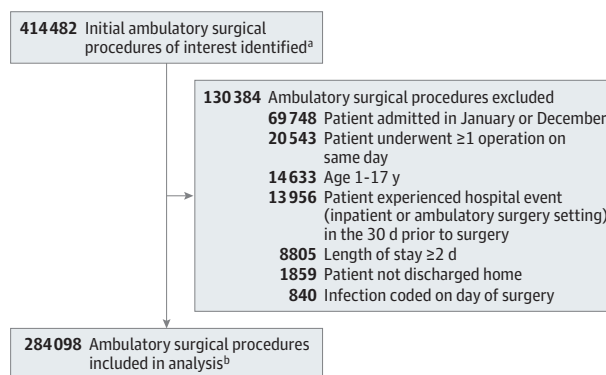 414482 Initial ambulatory surgical
procedures of interest identifiedᵃ
130384 Ambulatory surgical procedures excluded
69748 Patient admitted in January or December
20543 Patient underwent ≥1 operation on
same day
14633 Age 1-17 y
13956 Patient experienced hospital event
(inpatient or ambulatory surgery setting)
in the 30 d prior to surgery
8805 Length of stay ≥2 d
1859 Patient not discharged home
840 Infection coded on day of surgery
284098 Ambulatory surgical procedures
included in analysisᵇ